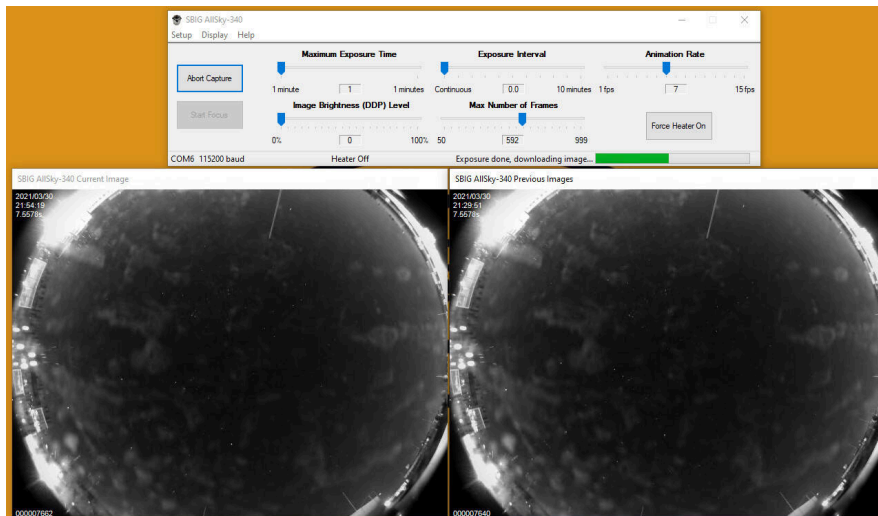 SBIG AllSky-340
Setup Display Help
Maximum Exposure Time
Exposure Interval
Animation Rate
Abort Capture
1 minute 1 1 minutes
Continuous 0.0 10 minutes
1 fps 7 15 fps
Start Focus
Image Brightness (DDP) Level
Max Number of Frames
0% 0 100%
50 592 999
Force Heater On
COM6 115200 baud
Heater Off
Exposure done, downloading image...
SBIG AllSky-340 Current Image
2021/03/30
21:54:19
7.5578s
000007662
SBIG AllSky-340 Previous Images
2021/03/30
21:29:51
7.5578s
000007640